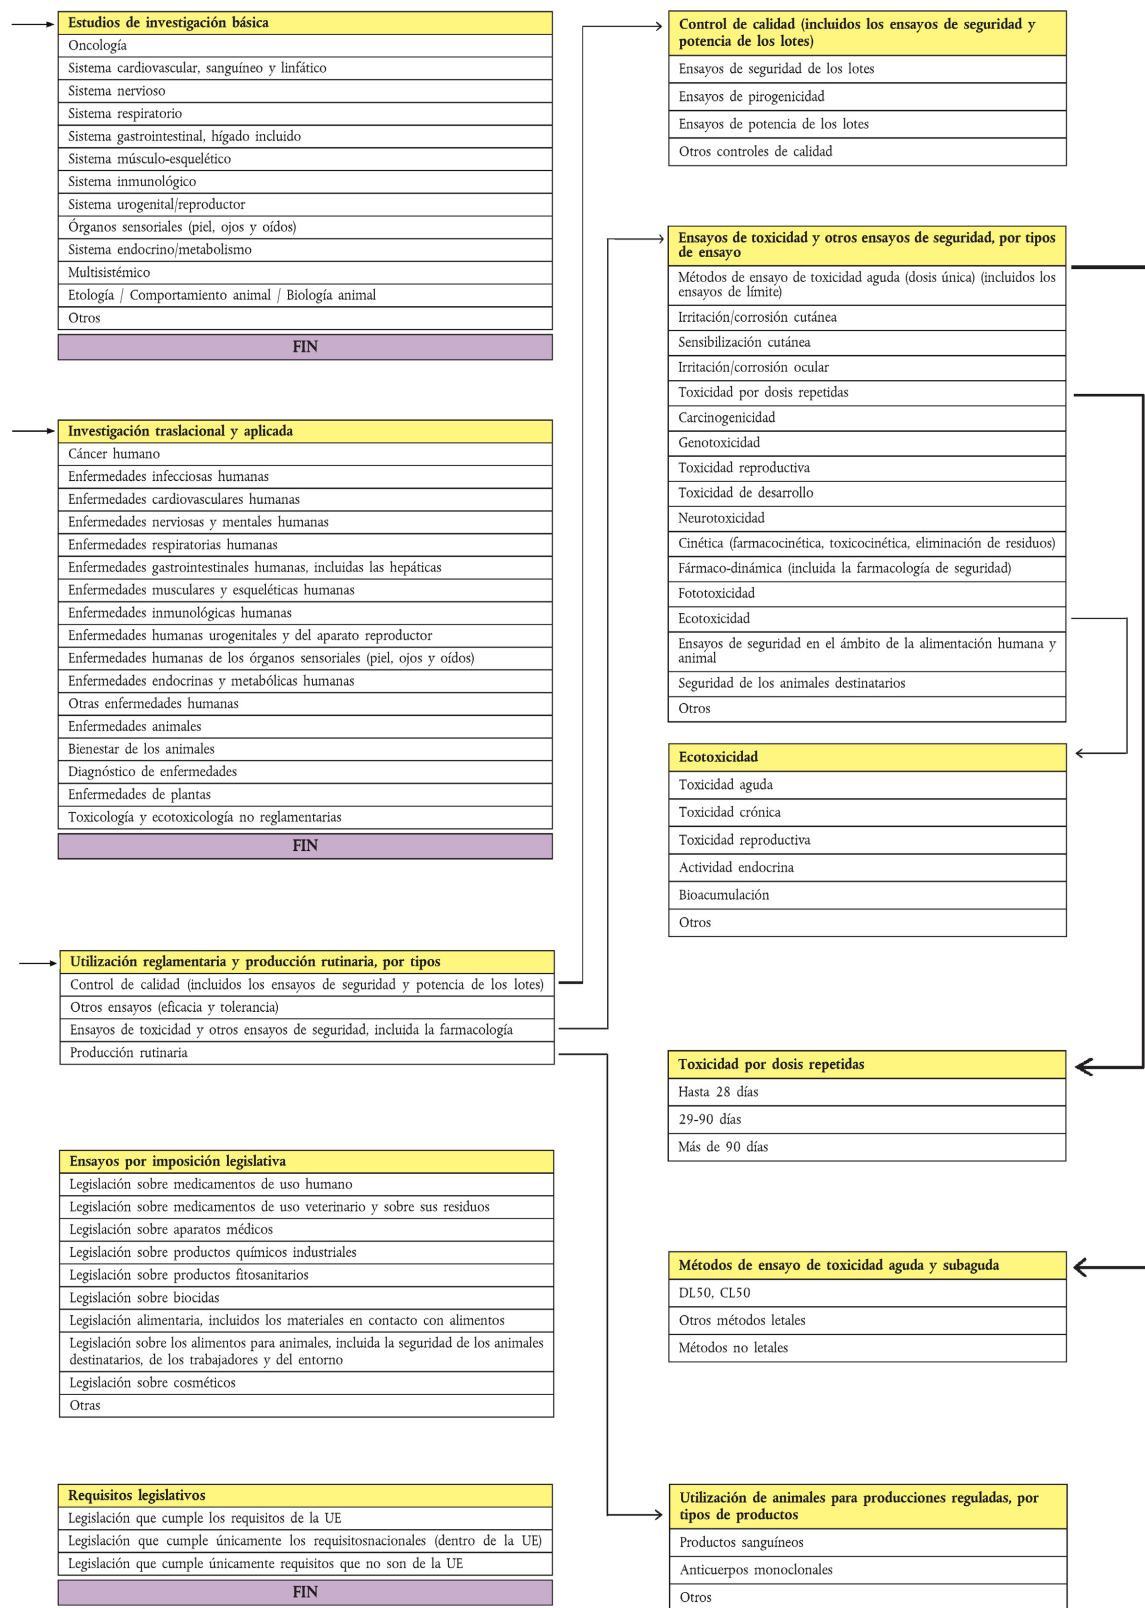 Estudios de investigación básica
Oncología
Sistema cardiovascular, sanguíneo y linfático
Sistema nervioso
Sistema respiratorio
Sistema gastrointestinal, hígado incluido
Sistema músculo-esquelético
Sistema inmunológico
Sistema urogenital/reproductor
Órganos sensoriales (piel, ojos y oídos)
Sistema endocrino/metabolismo
Multisistémico
Etología / Comportamiento animal / Biología animal
Otros
FIN
Investigación traslacional y aplicada
Cáncer humano
Enfermedades infecciosas humanas
Enfermedades cardiovasculares humanas
Enfermedades nerviosas y mentales humanas
Enfermedades respiratorias humanas
Enfermedades gastrointestinales humanas, incluidas las hepáticas
Enfermedades musculares y esqueléticas humanas
Enfermedades inmunológicas humanas
Enfermedades humanas urogenitales y del aparato reproductor
Enfermedades humanas de los órganos sensoriales (piel, ojos y oídos)
Enfermedades endocrinas y metabólicas humanas
Otras enfermedades humanas
Enfermedades animales
Bienestar de los animales
Diagnóstico de enfermedades
Enfermedades de plantas
Toxicología y ecotoxicología no reglamentarias
FIN
Utilización reglamentaria y producción rutinaria, por tipos
Control de calidad (incluidos los ensayos de seguridad y potencia de los lotes)
Otros ensayos (eficacia y tolerancia)
Ensayos de toxicidad y otros ensayos de seguridad, incluida la farmacología
Producción rutinaria
Ensayos por imposición legislativa
Legislación sobre medicamentos de uso humano
Legislación sobre medicamentos de uso veterinario y sobre sus residuos
Legislación sobre aparatos médicos
Legislación sobre productos químicos industriales
Legislación sobre productos fitosanitarios
Legislación sobre biocidas
Legislación alimentaria, incluidos los materiales en contacto con alimentos
Legislación sobre los alimentos para animales, incluida la seguridad de los animales
destinatarios, de los trabajadores y del entorno
Legislación sobre cosméticos
Otras
Requisitos legislativos
Legislación que cumple los requisitos de la UE
Legislación que cumple únicamente los requisitosnacionales (dentro de la UE)
Legislación que cumple únicamente requisitos que no son de la UE
FIN
Control de calidad (incluidos los ensayos de seguridad y
potencia de los lotes)
Ensayos de seguridad de los lotes
Ensayos de pirogenicidad
Ensayos de potencia de los lotes
Otros controles de calidad
Ensayos de toxicidad y otros ensayos de seguridad, por tipos
de ensayo
Métodos de ensayo de toxicidad aguda (dosis única) (incluidos los
ensayos de límite)
Irritación/corrosión cutánea
Sensibilización cutánea
Irritación/corrosión ocular
Toxicidad por dosis repetidas
Carcinogenicidad
Genotoxicidad
Toxicidad reproductiva
Toxicidad de desarrollo
Neurotoxicidad
Cinética (farmacocinética, toxicocinética, eliminación de residuos)
Fármaco-dinámica (incluida la farmacología de seguridad)
Fototoxicidad
Ecotoxicidad
Ensayos de seguridad en el ámbito de la alimentación humana y
animal
Seguridad de los animales destinatarios
Otros
Ecotoxicidad
Toxicidad aguda
Toxicidad crónica
Toxicidad reproductiva
Actividad endocrina
Bioacumulación
Otros
Toxicidad por dosis repetidas
Hasta 28 días
29-90 días
Más de 90 días
Métodos de ensayo de toxicidad aguda y subaguda
DL50, CL50
Otros métodos letales
Métodos no letales
Utilización de animales para producciones reguladas, por
tipos de productos
Productos sanguíneos
Anticuerpos monoclonales
Otros